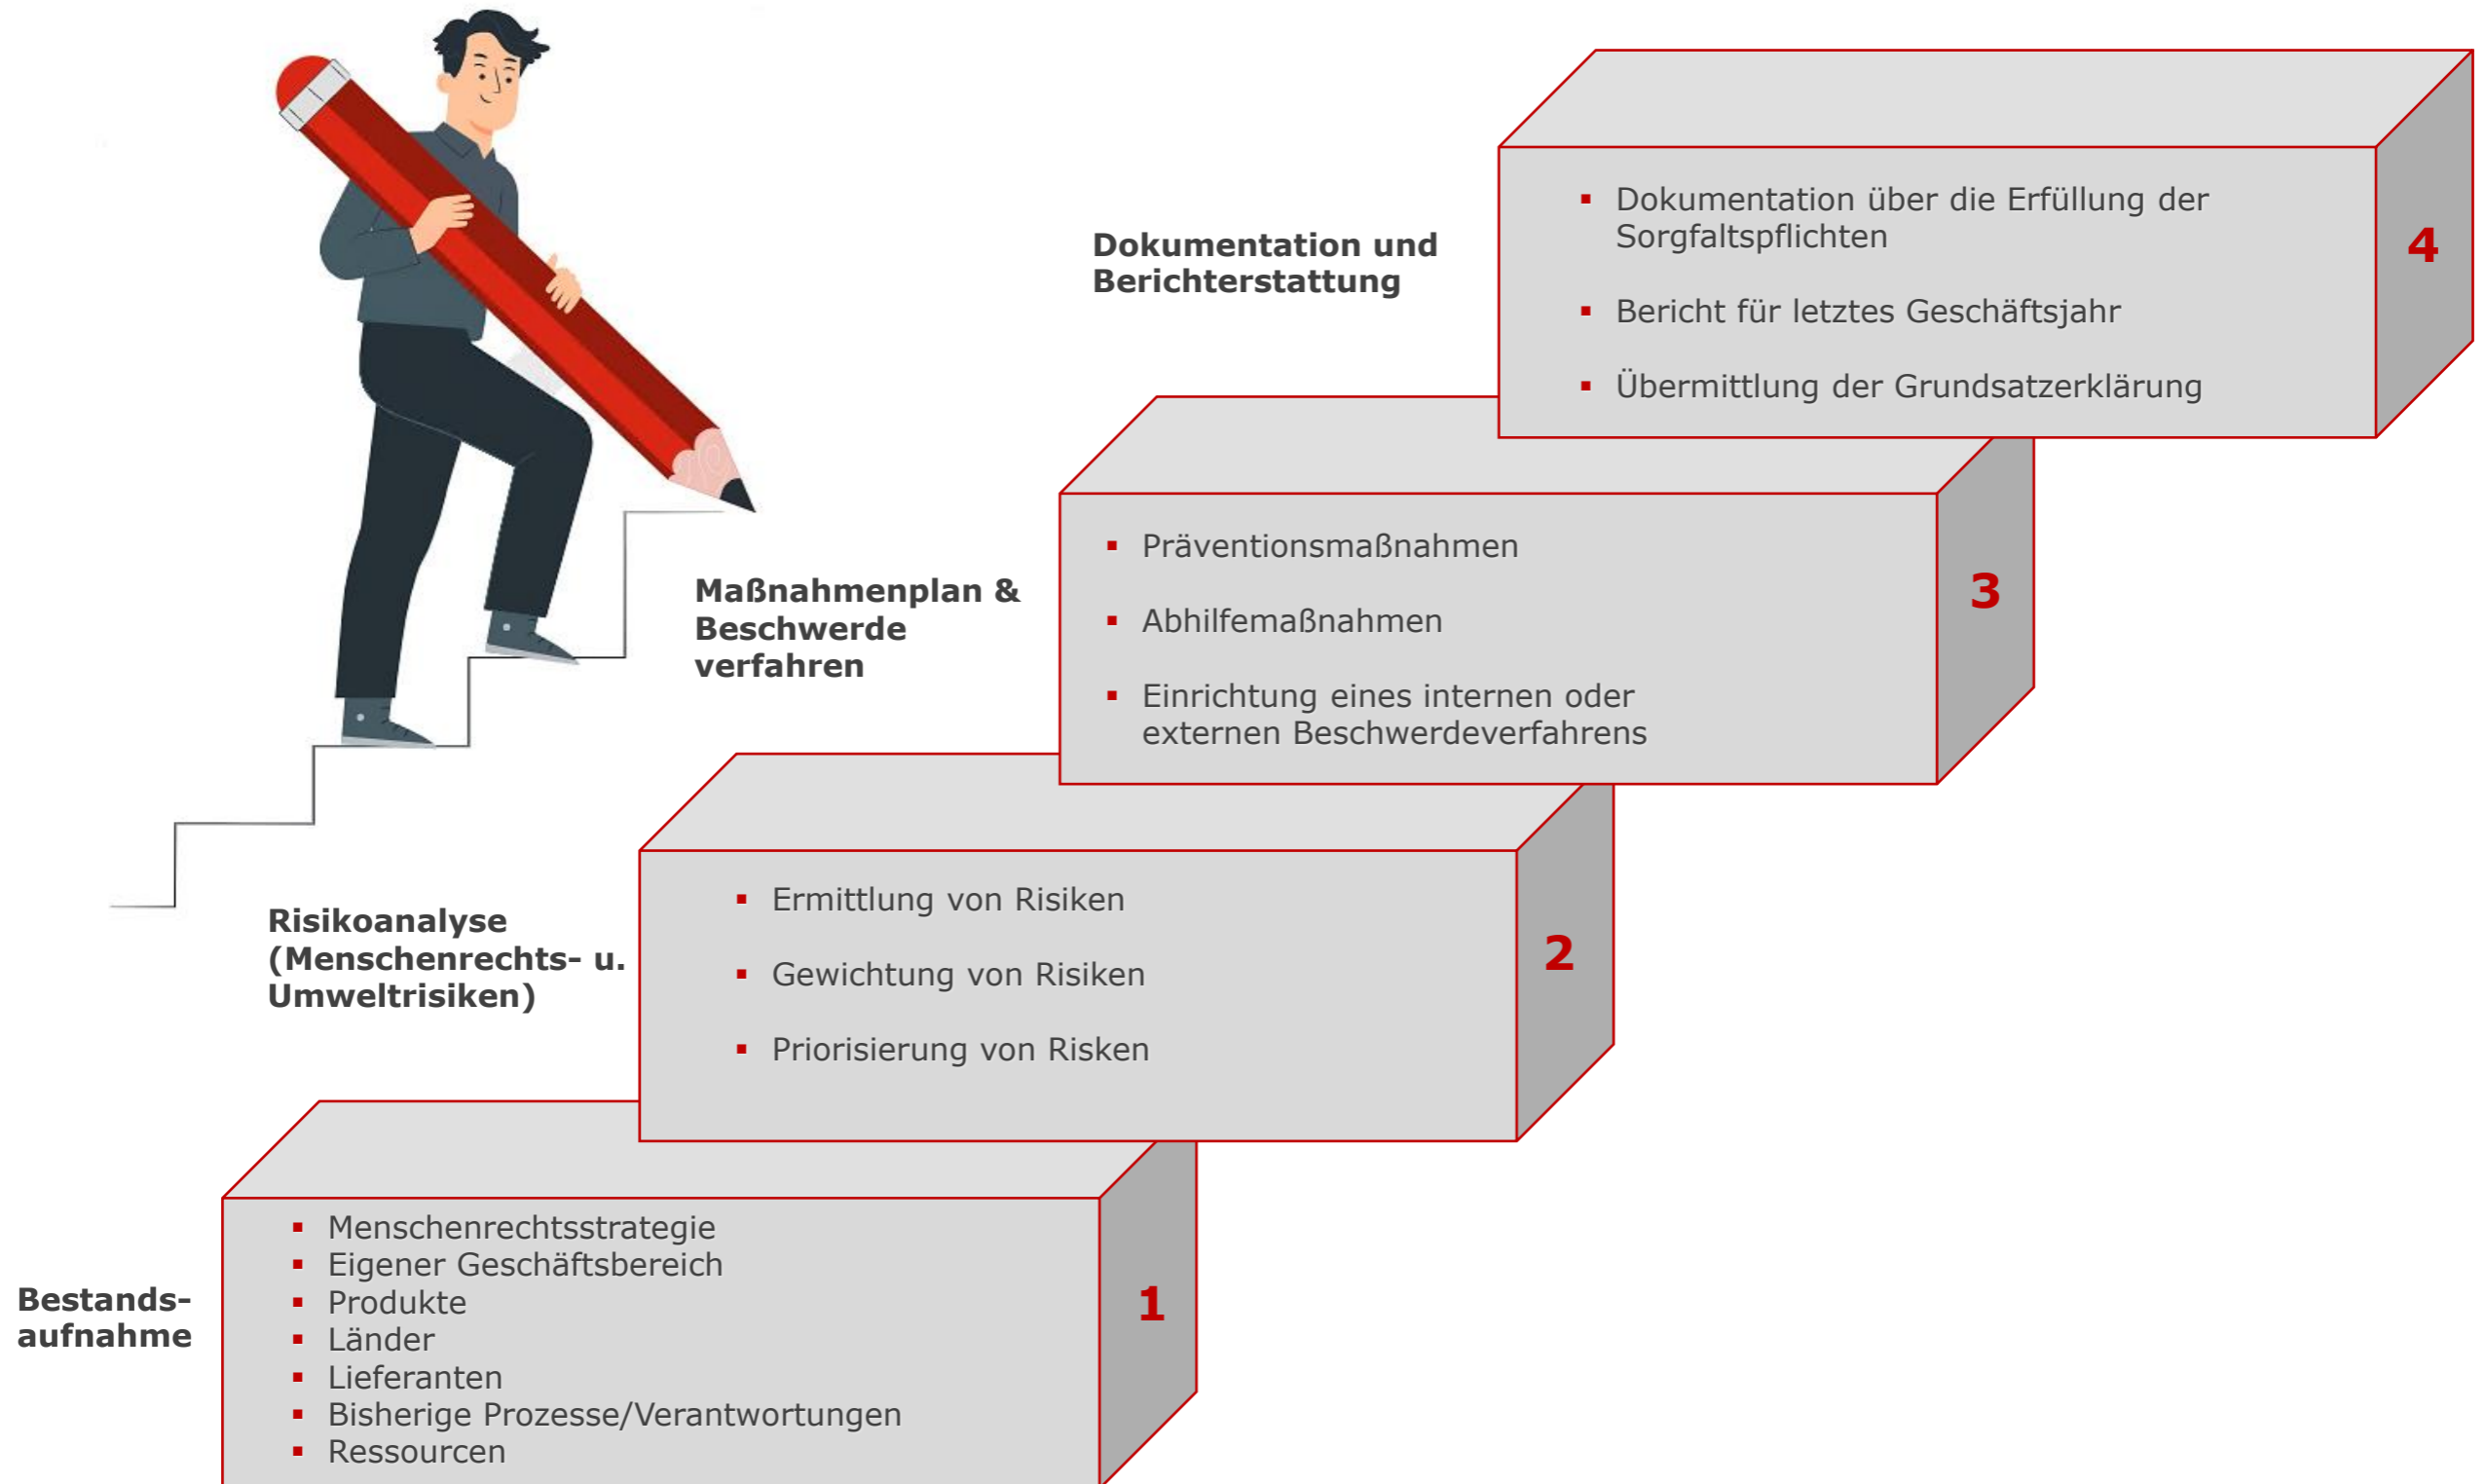 Dokumentation und
Berichterstattung
▪ Dokumentation über die Erfüllung der
Sorgfaltspflichten
▪ Bericht für letztes Geschäftsjahr
▪ Übermittlung der Grundsatzerklärung
4
Maßnahmenplan &
Beschwerde
verfahren
▪ Präventionsmaßnahmen
▪ Abhilfemaßnahmen
▪ Einrichtung eines internen oder
externen Beschwerdeverfahrens
3
Risikoanalyse
(Menschenrechts- u.
Umweltrisiken)
▪ Ermittlung von Risiken
▪ Gewichtung von Risiken
▪ Priorisierung von Risken
2
Bestands-
aufnahme
▪ Menschenrechtsstrategie
▪ Eigener Geschäftsbereich
▪ Produkte
▪ Länder
▪ Lieferanten
▪ Bisherige Prozesse/Verantwortungen
▪ Ressourcen
1